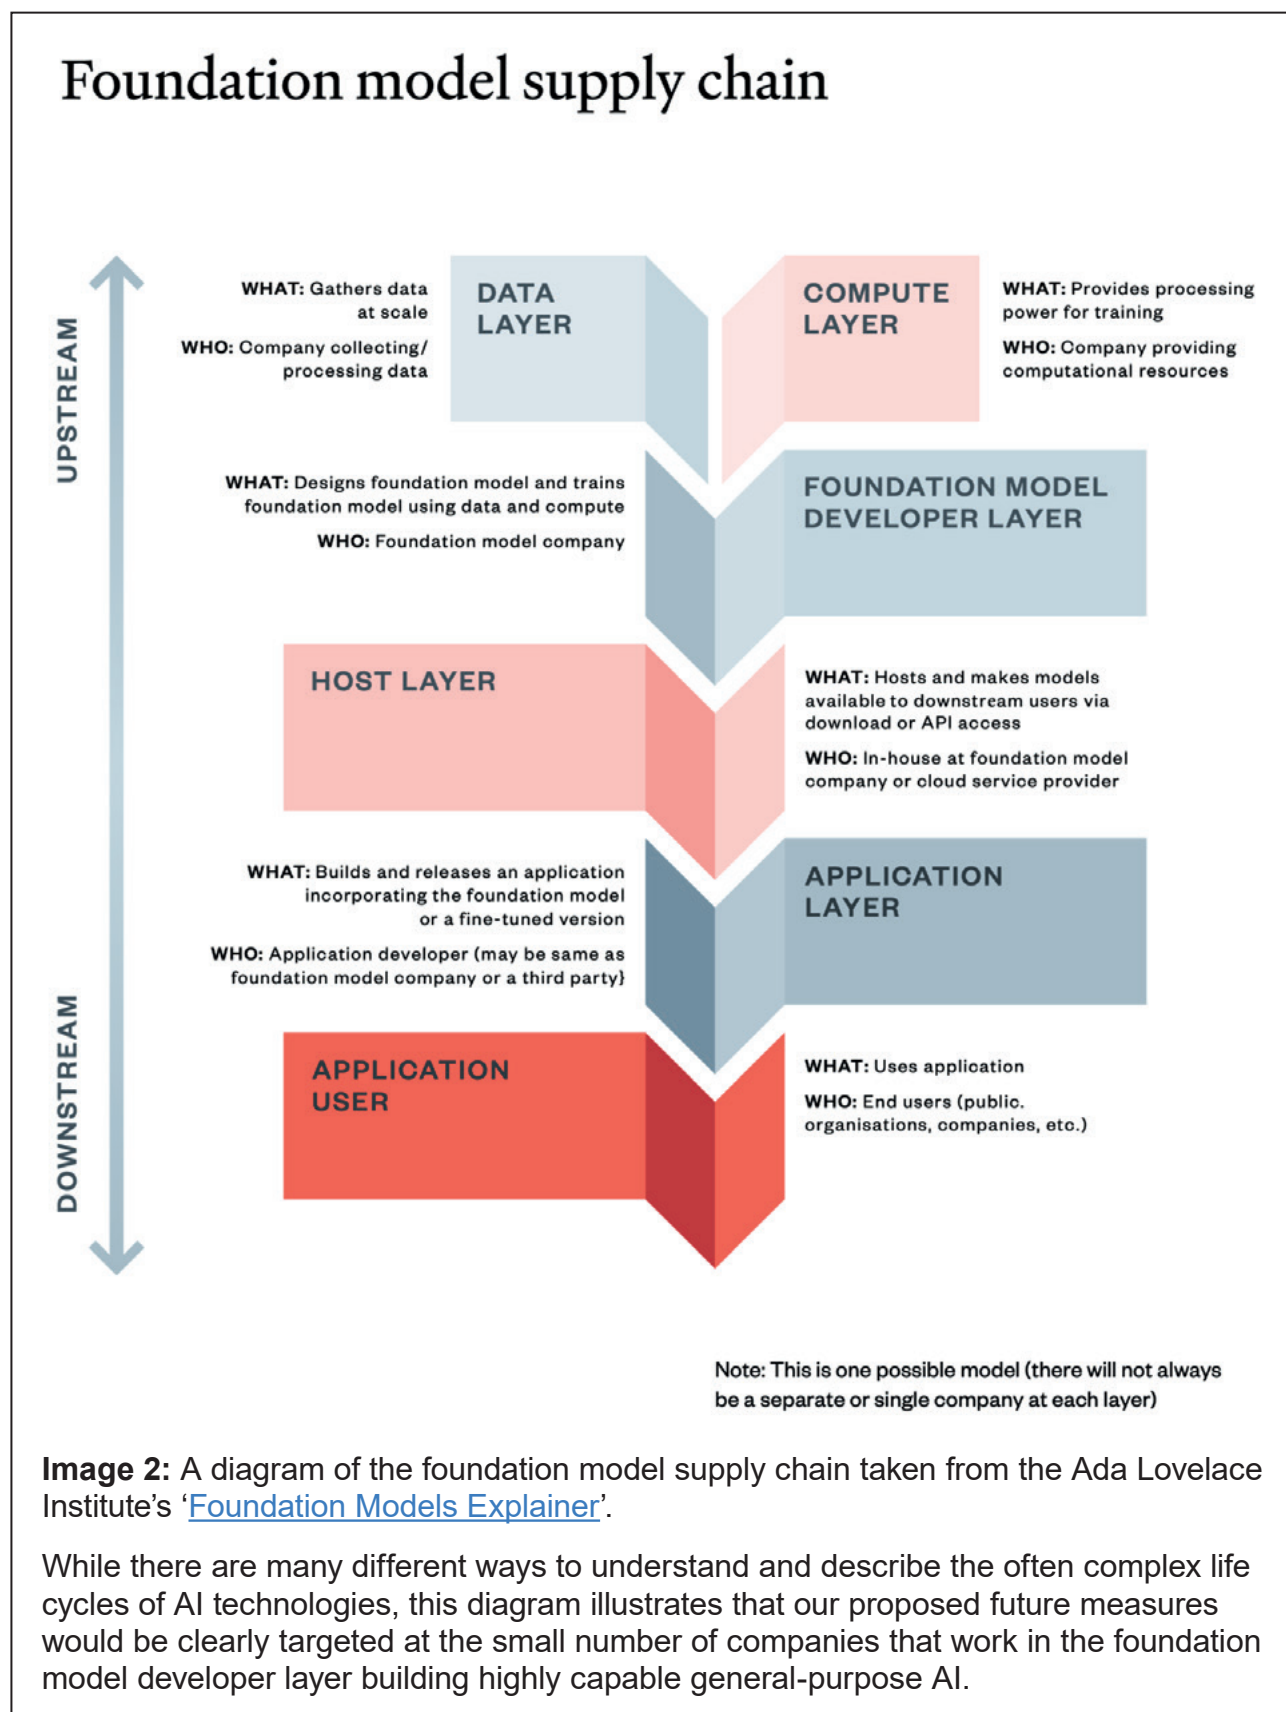 Foundation model supply chain
UPSTREAM
DOWNSTREAM
WHAT: Gathers data
at scale
WHO: Company collecting/
processing data
DATA
LAYER
COMPUTE
LAYER
WHAT: Provides processing
power for training
WHO: Company providing
computational resources
WHAT: Designs foundation model and trains
foundation model using data and compute
WHO: Foundation model company
FOUNDATION MODEL
DEVELOPER LAYER
HOST LAYER
WHAT: Hosts and makes models
available to downstream users via
download or API access
WHO: In-house at foundation model
company or cloud service provider
WHAT: Builds and releases an application
incorporating the foundation model
or a fine-tuned version
WHO: Application developer (may be same as
foundation model company or a third party}
APPLICATION
LAYER
APPLICATION
USER
WHAT: Uses application
WHO: End users (public.
organisations, companies, etc.)
Note: This is one possible model (there will not always
be a separate or single company at each layer)
Image 2: A diagram of the foundation model supply chain taken from the Ada Lovelace
Institute’s ‘Foundation Models Explainer’.
While there are many different ways to understand and describe the often complex life
cycles of AI technologies, this diagram illustrates that our proposed future measures
would be clearly targeted at the small number of companies that work in the foundation
model developer layer building highly capable general-purpose AI.